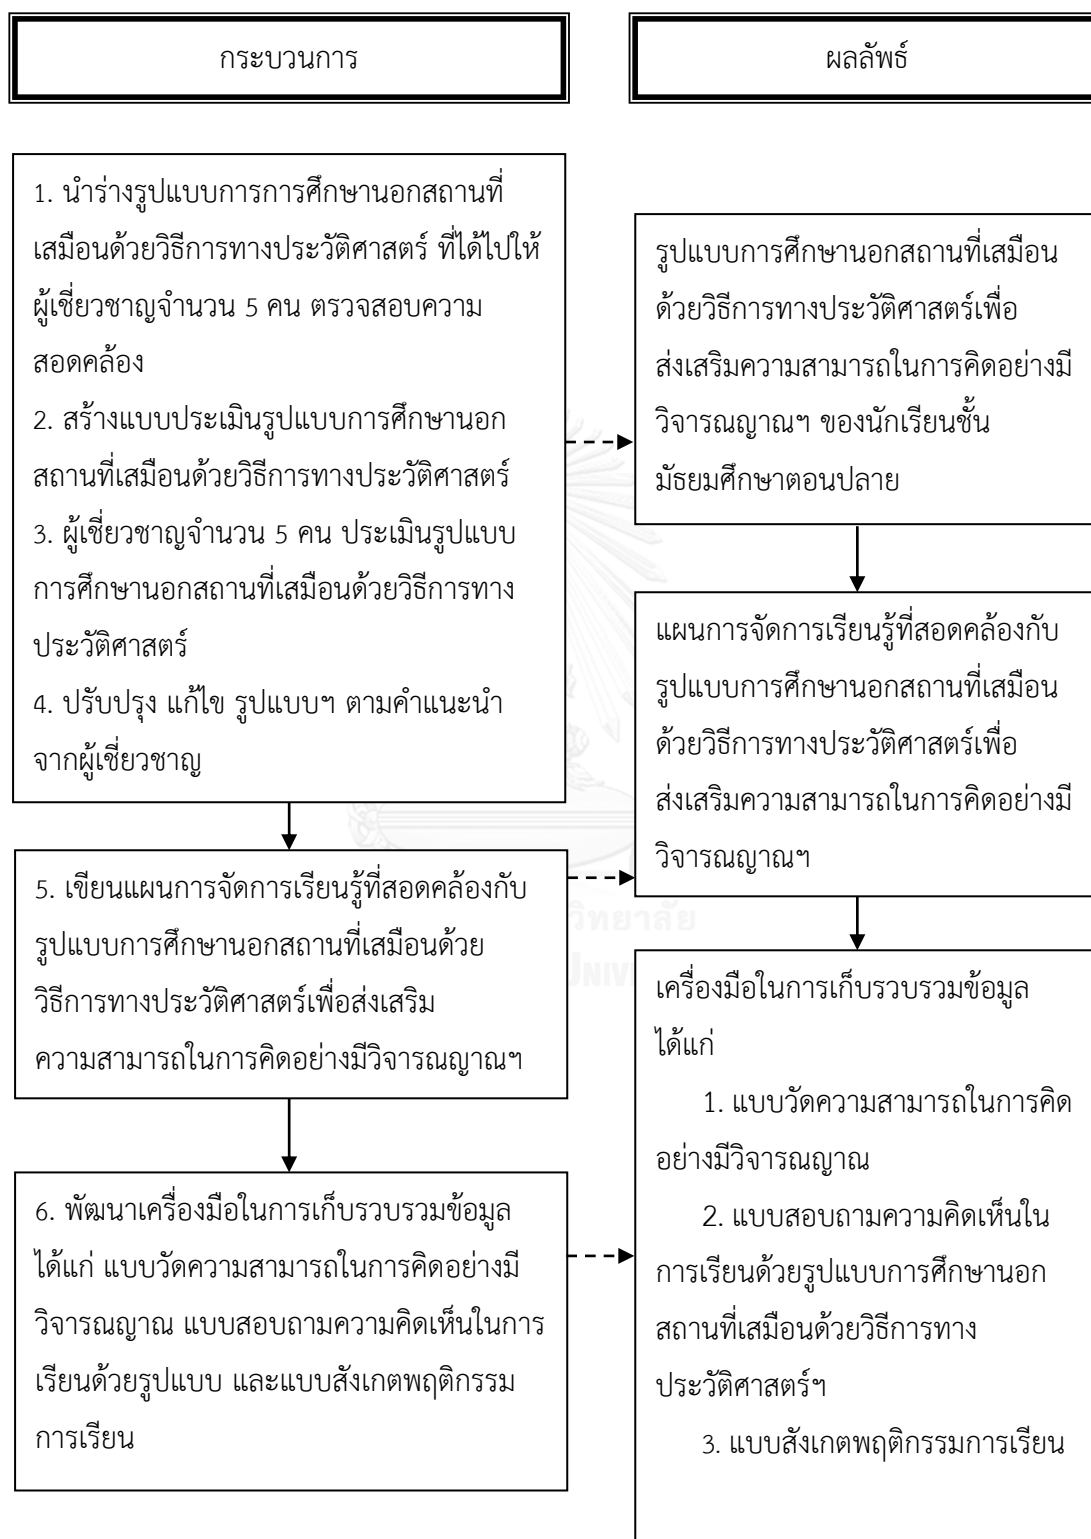 กระบวนการ
ผลลัพธ์
1. นำร่างรูปแบบการการศึกษานอกสถานที่
เสมือนด้วยวิธีการทางประวัติศาสตร์ ที่ได้ไปให้
ผู้เชี่ยวชาญจำนวน 5 คน ตรวจสอบความ
สอดคล้อง
2. สร้างแบบประเมินรูปแบบการศึกษานอก
สถานที่เสมือนด้วยวิธีการทางประวัติศาสตร์
3. ผู้เชี่ยวชาญจำนวน 5 คน ประเมินรูปแบบ
การศึกษานอกสถานที่เสมือนด้วยวิธีการทาง
ประวัติศาสตร์
4. ปรับปรุง แก้ไข รูปแบบฯ ตามคำแนะนำ
จากผู้เชี่ยวชาญ
รูปแบบการศึกษานอกสถานที่เสมือน
ด้วยวิธีการทางประวัติศาสตร์เพื่อ
ส่งเสริมความสามารถในการคิดอย่างมี
วิจารณญาณฯ ของนักเรียนชั้น
มัธยมศึกษาตอนปลาย
5. เขียนแผนการจัดการเรียนรู้ที่สอดคล้องกับ
รูปแบบการศึกษานอกสถานที่เสมือนด้วย
วิธีการทางประวัติศาสตร์เพื่อส่งเสริม
ความสามารถในการคิดอย่างมีวิจารณญาณฯ
แผนการจัดการเรียนรู้ที่สอดคล้องกับ
รูปแบบการศึกษานอกสถานที่เสมือน
ด้วยวิธีการทางประวัติศาสตร์เพื่อ
ส่งเสริมความสามารถในการคิดอย่างมี
วิจารณญาณฯ
6. พัฒนาเครื่องมือในการเก็บรวบรวมข้อมูล
ได้แก่ แบบวัดความสามารถในการคิดอย่างมี
วิจารณญาณ แบบสอบถามความคิดเห็นในการ
เรียนด้วยรูปแบบ และแบบสังเกตพฤติกรรม
การเรียน
เครื่องมือในการเก็บรวบรวมข้อมูล
ได้แก่
1. แบบวัดความสามารถในการคิด
อย่างมีวิจารณญาณ
2. แบบสอบถามความคิดเห็นใน
การเรียนด้วยรูปแบบการศึกษานอก
สถานที่เสมือนด้วยวิธีการทาง
ประวัติศาสตร์ฯ
3. แบบสังเกตพฤติกรรมการเรียน